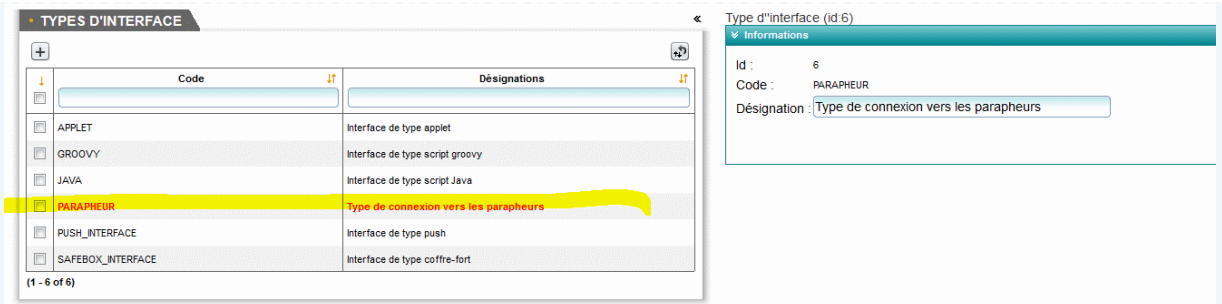 TYPES D'INTERFACE
Code Désignations
APPLET Interface de type applet
GROOVY Interface de type script groovy
JAVA Interface de type script Java
PARAPHEUR Type de connexion vers les parapheurs
PUSH_INTERFACE Interface de type push
SAFEBOX_INTERFACE Interface de type coffre-fort
(1 - 6 of 6)
Type d''interface (id:6)
Informations
Id : 6
Code : PARAPHEUR
Désignation : Type de connexion vers les parapheurs